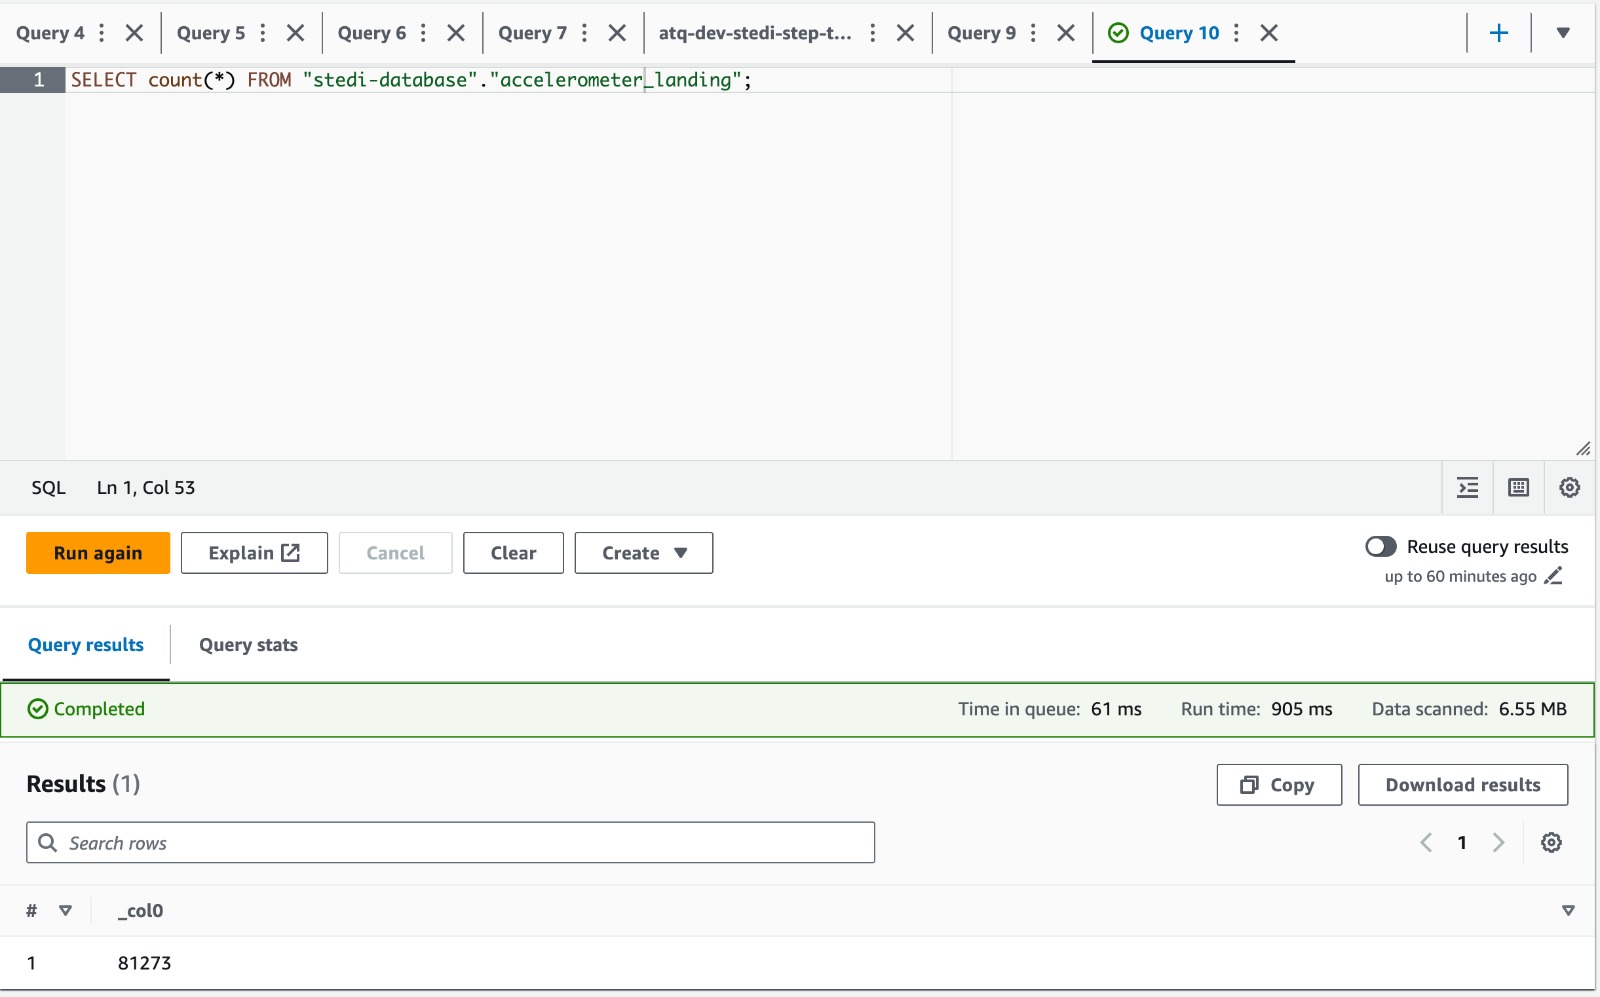 Query 4 Query 5 Query 6 Query 7 atq-dev-stedi-step-t... Query 9 Query 10
1 SELECT count(*) FROM "stedi-database"."accelerometer_landing";
SQL Ln 1, Col 53
Run again Explain Cancel Clear Create Reuse query results
up to 60 minutes ago
Query results Query stats
Completed Time in queue: 61 ms Run time: 905 ms Data scanned: 6.55 MB
Results (1) Copy Download results
Search rows 1
# _col0
1 81273